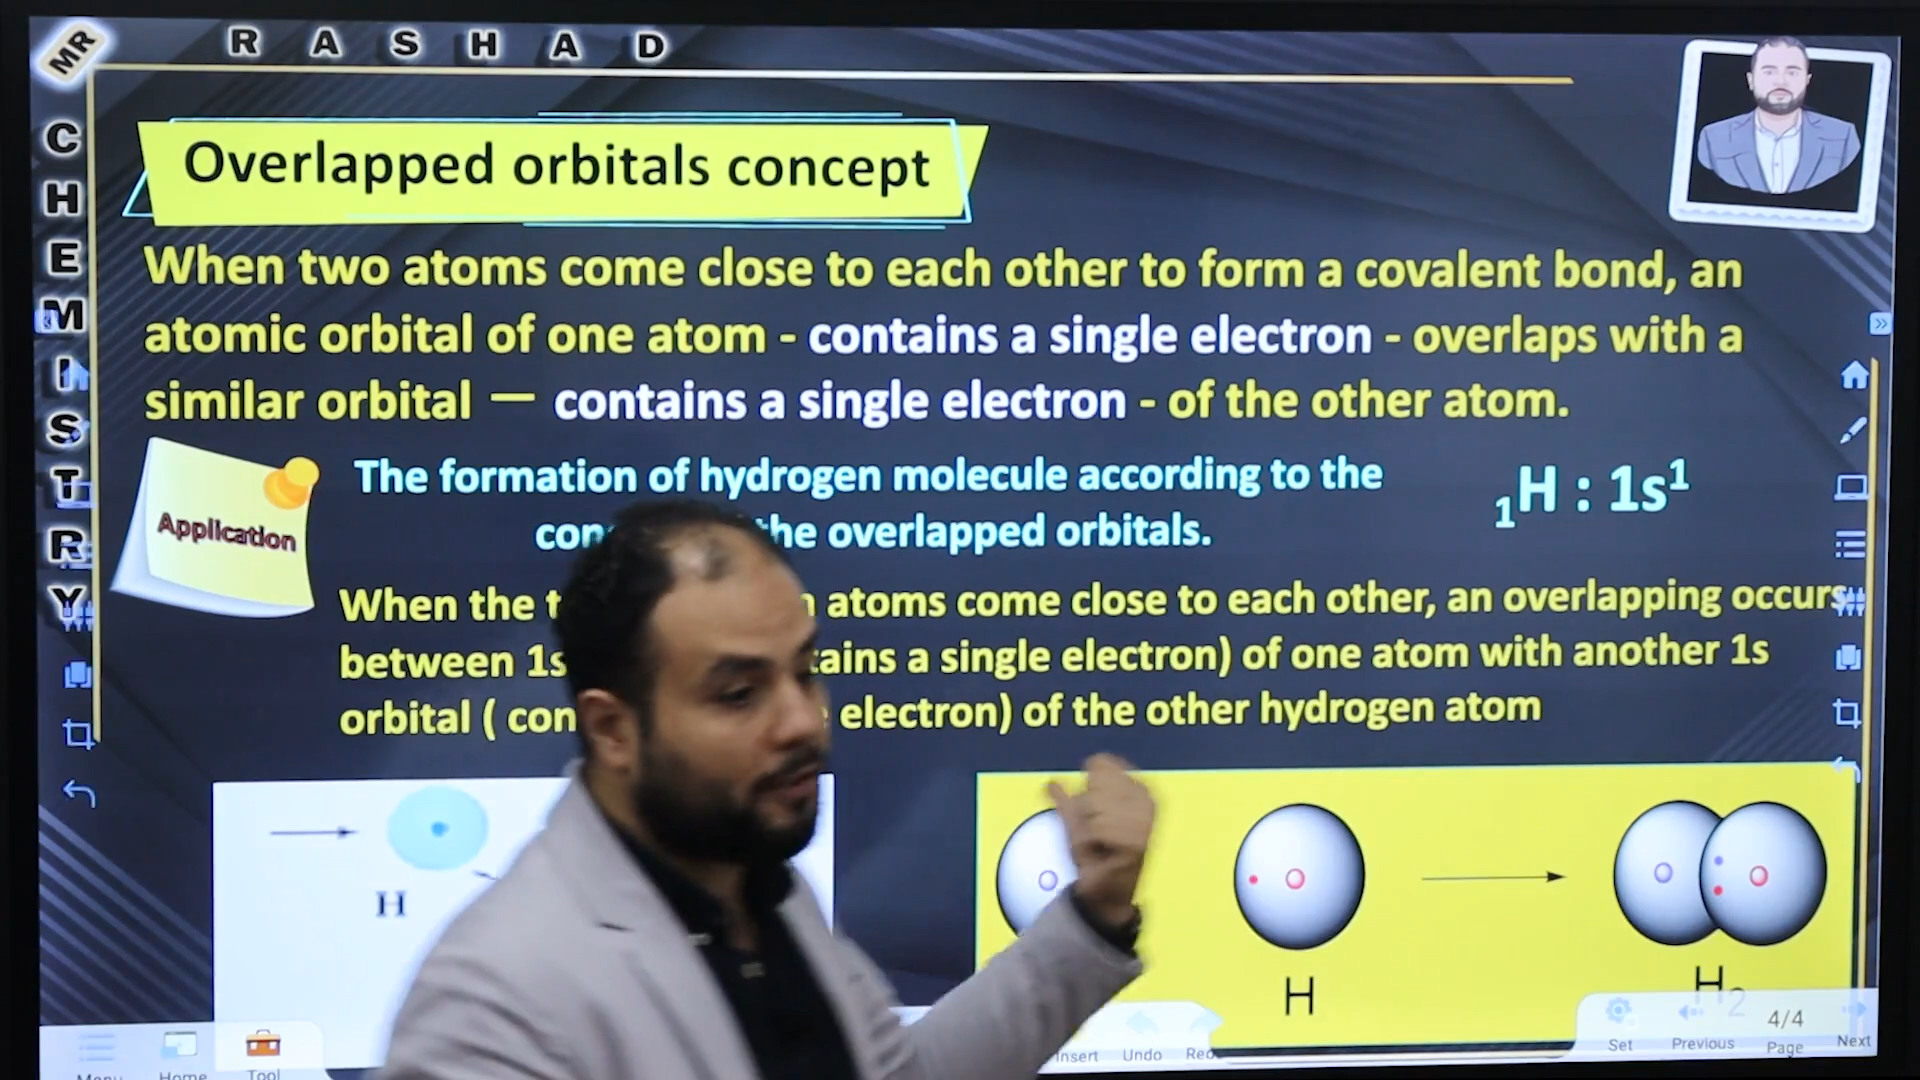 MR
R A S H A D
CHEMISTRY
Overlapped orbitals concept
When two atoms come close to each other to form a covalent bond, an
atomic orbital of one atom - contains a single electron - overlaps with a
similar orbital — contains a single electron - of the other atom.
Application
The formation of hydrogen molecule according to the
the overlapped orbitals.
₁H : 1s¹
When the atoms come close to each other, an overlapping occurs
between 1s a single electron) of one atom with another 1s
orbital ( electron) of the other hydrogen atom
H
H
H₂
Home
Tool
Insert
Undo
Set
Previous
4/4
Page
Next